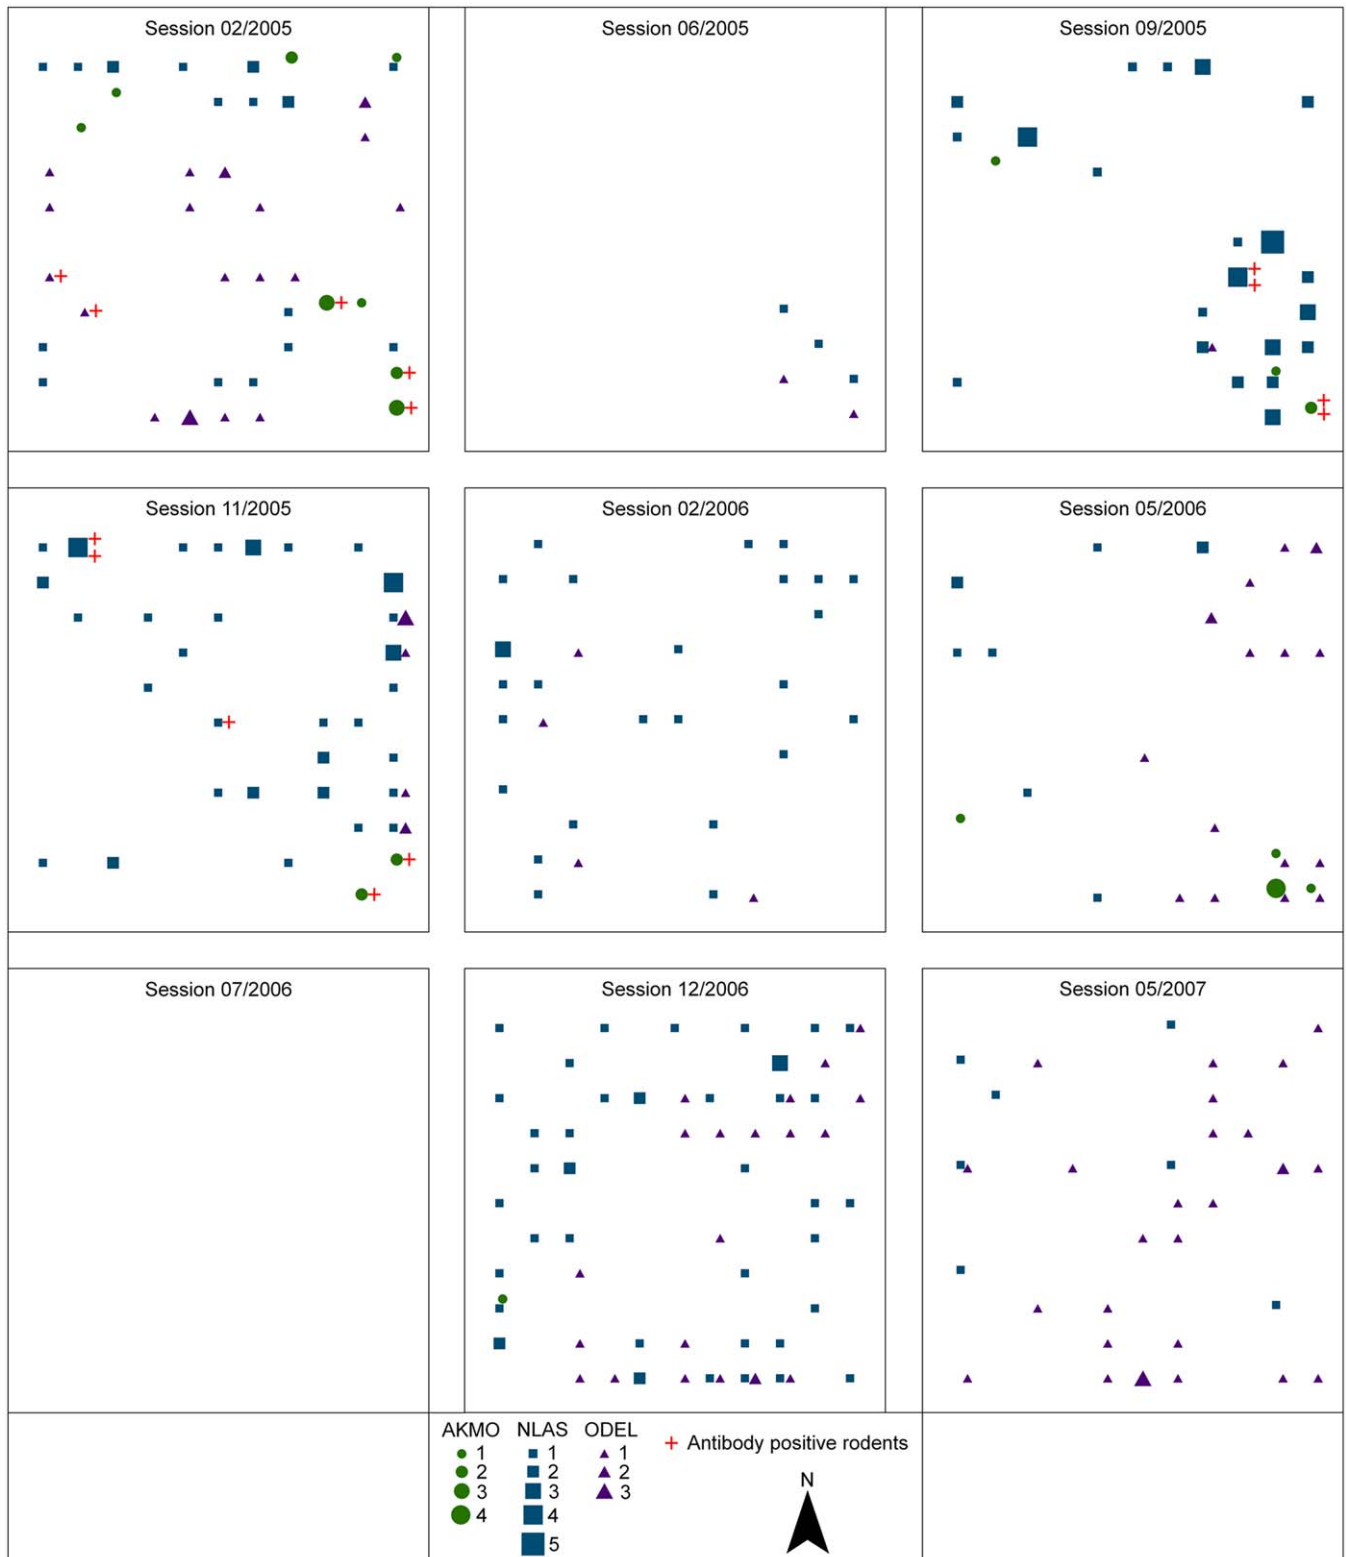 Session 02/2005
Session 06/2005
Session 09/2005
Session 11/2005
Session 02/2006
Session 05/2006
Session 07/2006
Session 12/2006
Session 05/2007
AKMO NLAS ODEL
1 1 1 Antibody positive rodents
2 2 2
3 3 3
4 4
5
N